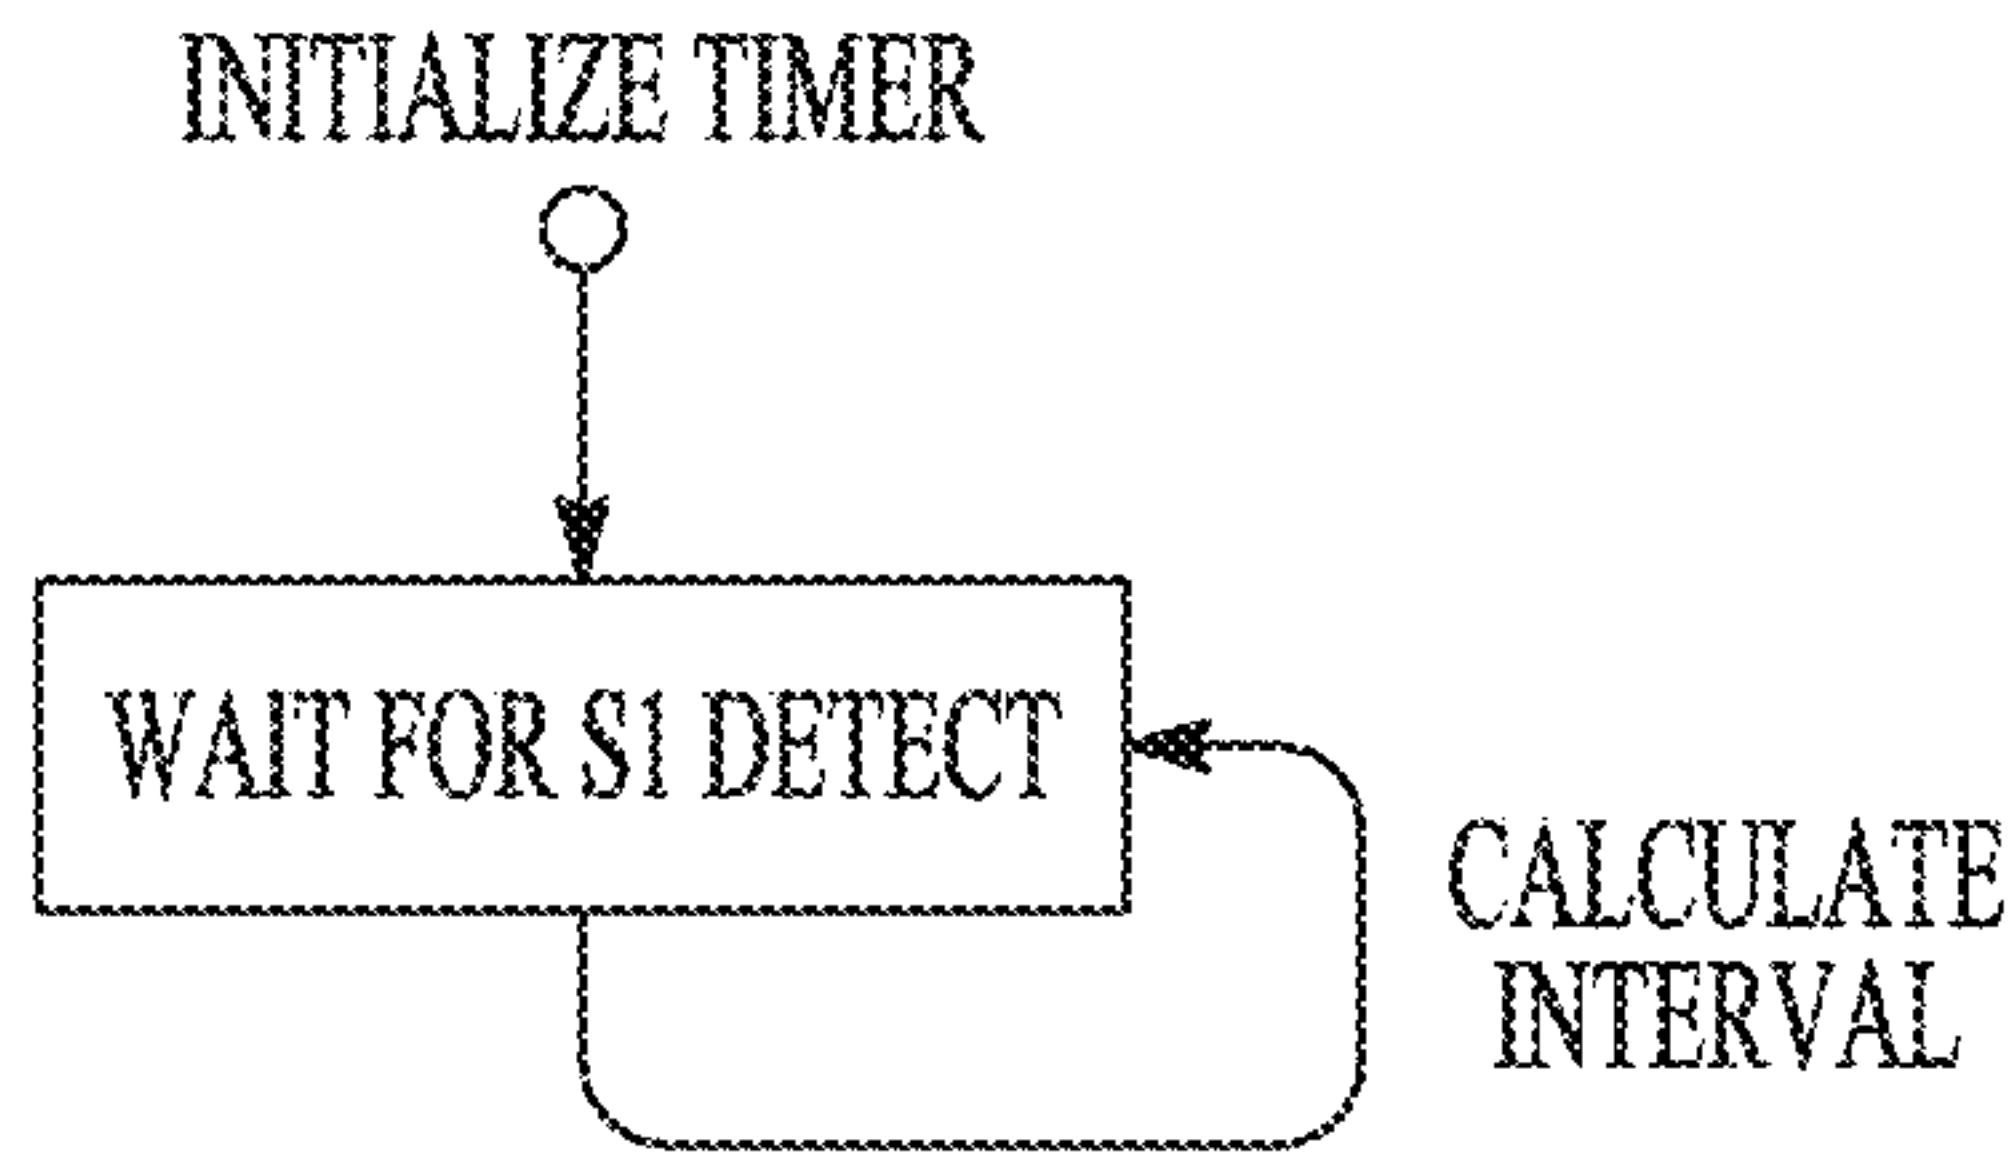 INITIALIZE TIMER
WAIT FOR S1 DETECT
CALCULATE
INTERVAL